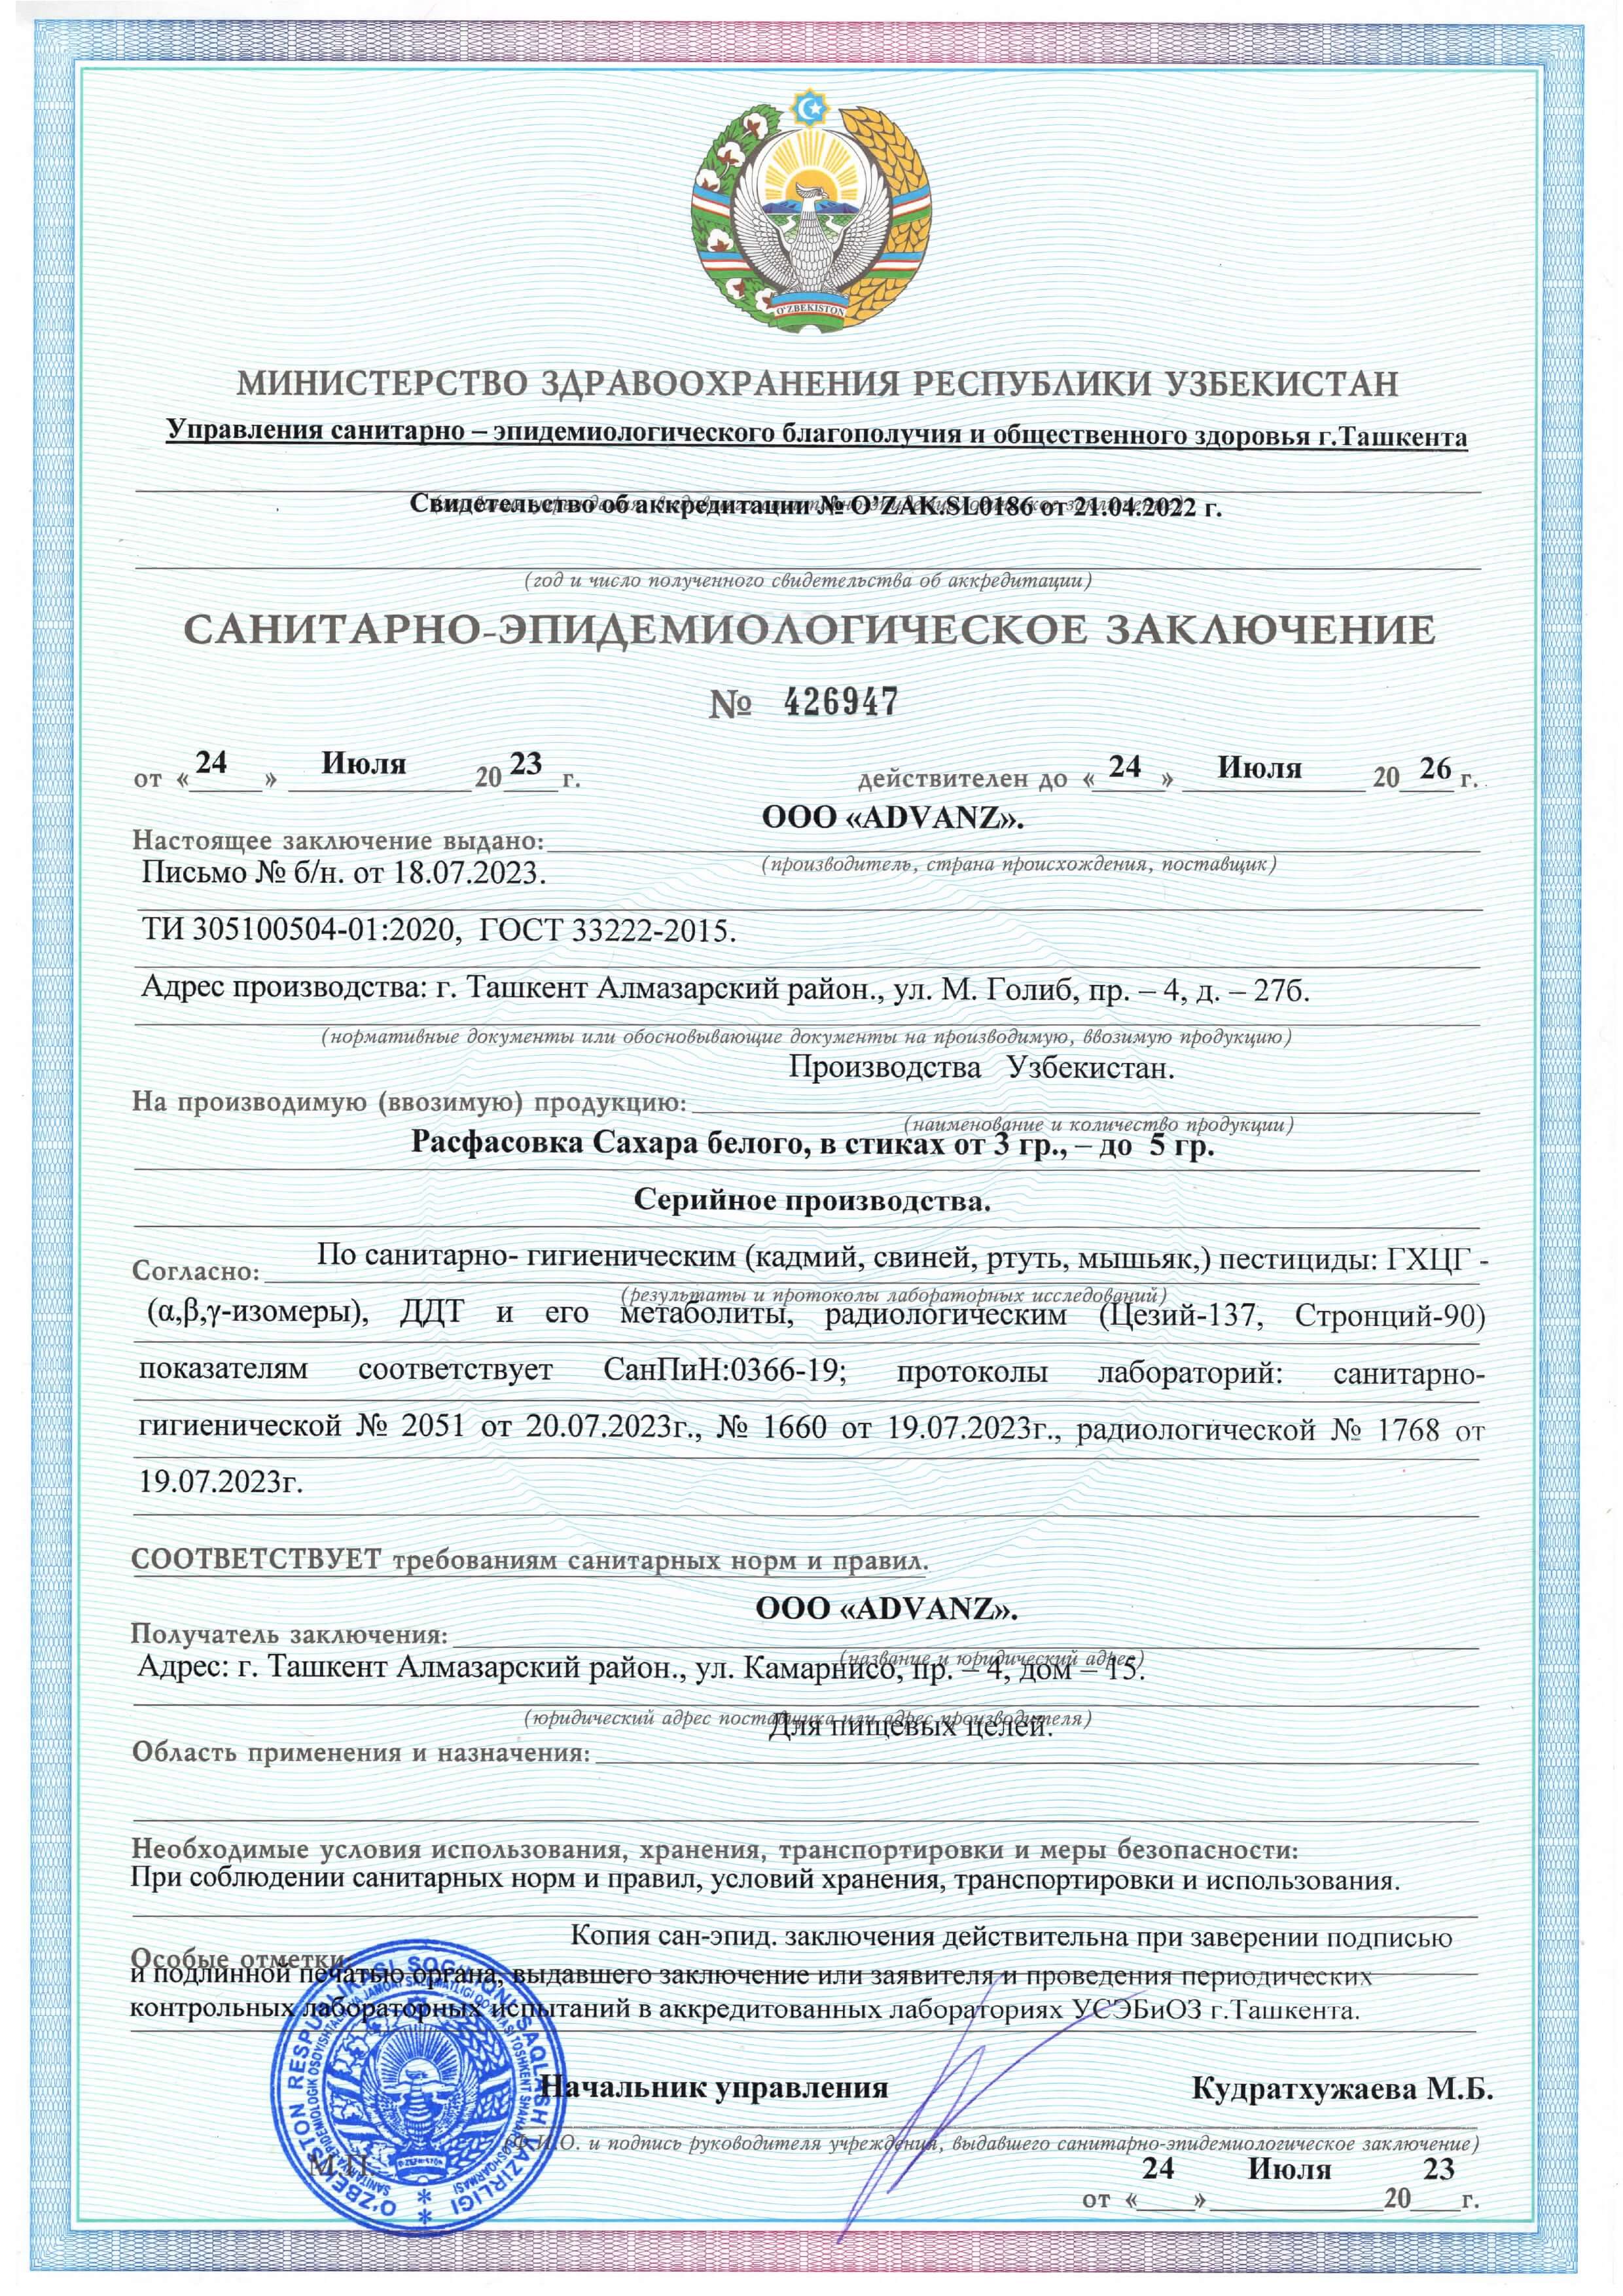 O'ZBEKISTON
МИНИСТЕРСТВО ЗДРАВООХРАНЕНИЯ РЕСПУБЛИКИ УЗБЕКИСТАН
Управления санитарно – эпидемиологического благополучия и общественного здоровья г.Ташкента
Свидетельство об аккредитации № O’ZAK.SL0186 от 21.04.2022 г.
(год и число полученного свидетельства об аккредитации)
САНИТАРНО-ЭПИДЕМИОЛОГИЧЕСКОЕ ЗАКЛЮЧЕНИЕ
№ 426947
от « 24 » Июля 20 23 г. действителен до « 24 » Июля 20 26 г.
ООО «ADVANZ».
Настоящее заключение выдано:
(производитель, страна происхождения, поставщик)
Письмо № б/н. от 18.07.2023.
ТИ 305100504-01:2020, ГОСТ 33222-2015.
Адрес производства: г. Ташкент Алмазарский район., ул. М. Голиб, пр. – 4, д. – 27б.
(нормативные документы или обосновывающие документы на производимую, ввозимую продукцию)
Производства Узбекистан.
На производимую (ввозимую) продукцию:
(наименование и количество продукции)
Расфасовка Сахара белого, в стиках от 3 гр., – до 5 гр.
Серийное производства.
Согласно: По санитарно- гигиеническим (кадмий, свиней, ртуть, мышьяк,) пестициды: ГХЦГ -
(результаты и протоколы лабораторных исследований)
(α,β,γ-изомеры), ДДТ и его метаболиты, радиологическим (Цезий-137, Стронций-90)
показателям соответствует СанПиН:0366-19; протоколы лабораторий: санитарно-
гигиенической № 2051 от 20.07.2023г., № 1660 от 19.07.2023г., радиологической № 1768 от
19.07.2023г.
СООТВЕТСТВУЕТ требованиям санитарных норм и правил.
ООО «ADVANZ».
Получатель заключения:
(название и юридический адрес)
Адрес: г. Ташкент Алмазарский район., ул. Камарнисо, пр. – 4, дом – 15.
(юридический адрес поставщика или адрес производителя)
Для пищевых целей.
Область применения и назначения:
Необходимые условия использования, хранения, транспортировки и меры безопасности:
При соблюдении санитарных норм и правил, условий хранения, транспортировки и использования.
Копия сан-эпид. заключения действительна при заверении подписью
Особые отметки
и подлинной печатью органа, выдавшего заключение или заявителя и проведения периодических
контрольных лабораторных испытаний в аккредитованных лабораториях УСЭБиОЗ г.Ташкента.
O'ZBEKISTON RESPUBLIKASI SOG'LIQNI SAQLASH VAZIRLIGI
Начальник управления Кудратхужаева М.Б.
(Ф.И.О. и подпись руководителя учреждения, выдавшего санитарно-эпидемиологическое заключение)
М.П.
от « 24 » Июля 20 23 г.